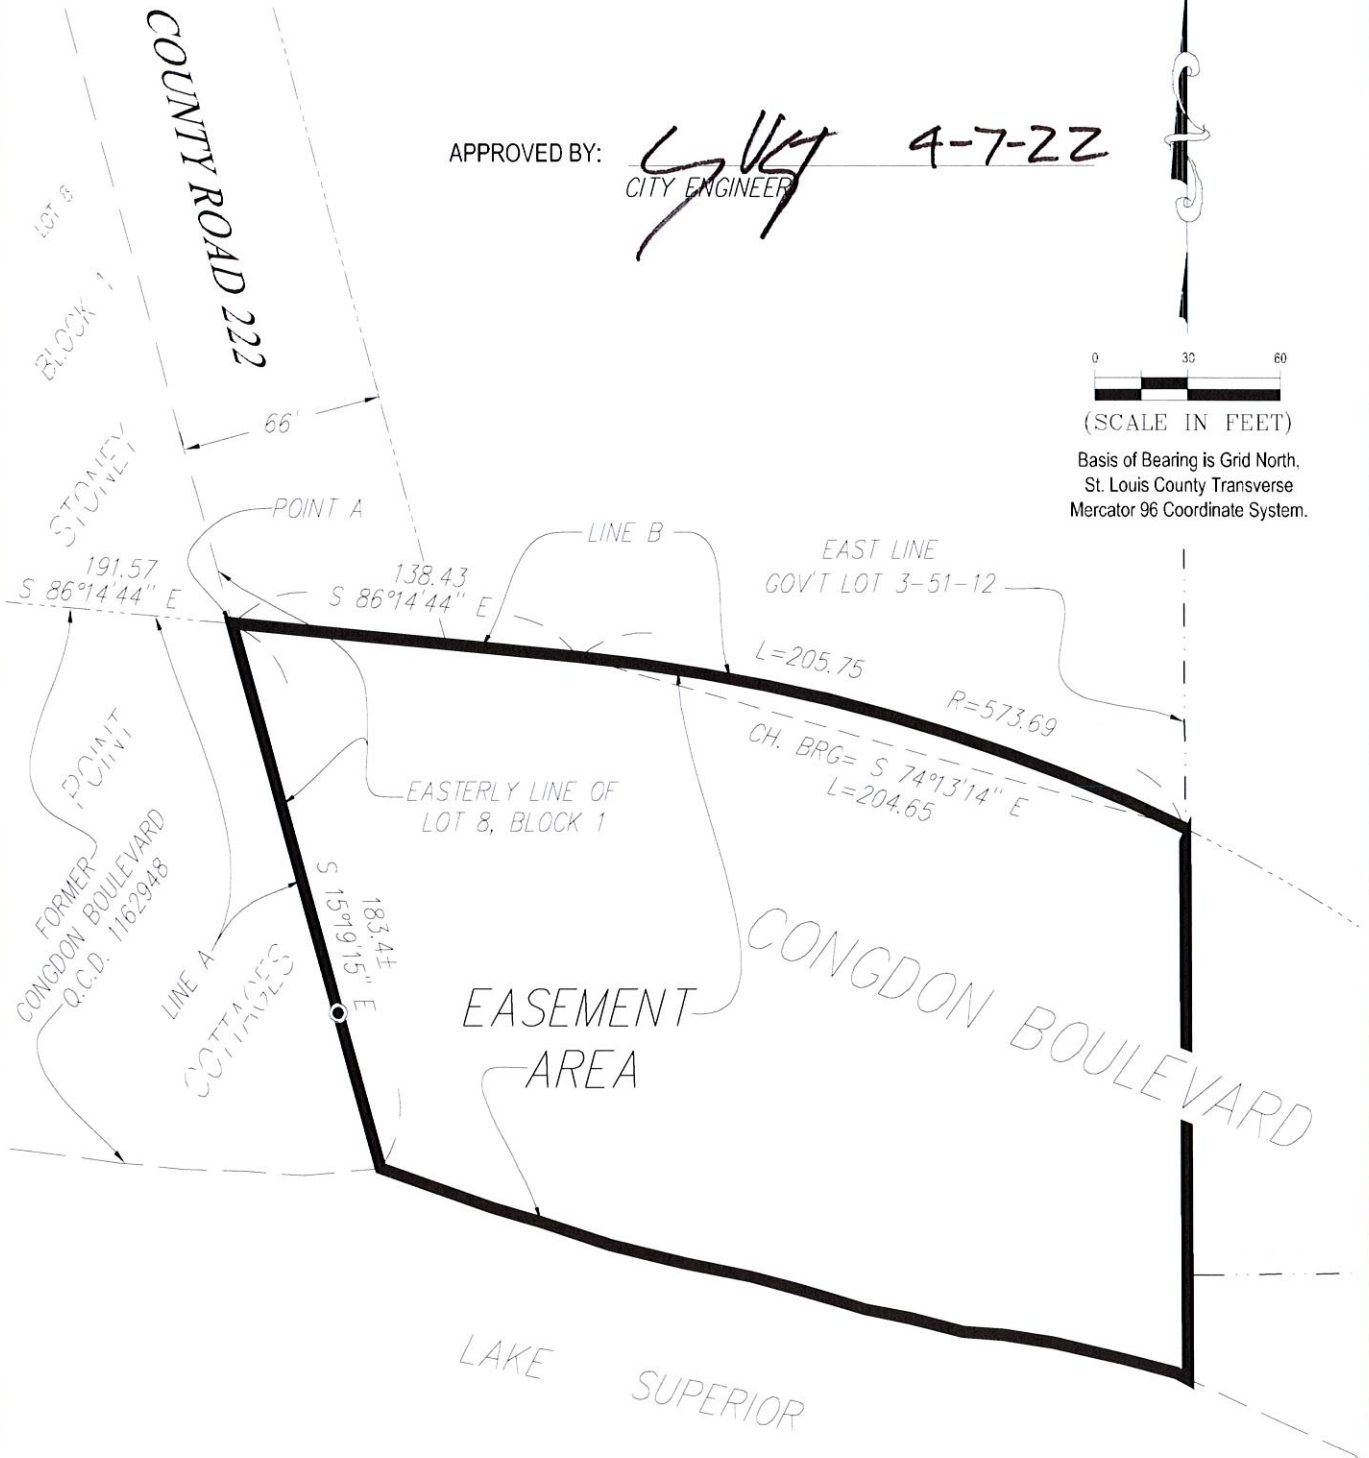 COUNTY ROAD 222
APPROVED BY:
4-7-22
CITY ENGINEER
LOT 8
BLOCK 1
0 30 60
(SCALE IN FEET)
Basis of Bearing is Grid North,
St. Louis County Transverse
Mercator 96 Coordinate System.
66'
STONEY
POINT A
LINE B
EAST LINE
GOV'T LOT 3-51-12
191.57
S 86°14'44" E
138.43
S 86°14'44" E
L=205.75
R=573.69
CH. BRG= S 74°13'14" E
L=204.65
POINT
EASTERLY LINE OF
LOT 8, BLOCK 1
FORMER
CONGDON BOULEVARD
Q.C.D. 1162948
LINE A
COTTAGES
183.4±
S 15°19'15" E
EASEMENT
AREA
CONGDON BOULEVARD
LAKE SUPERIOR